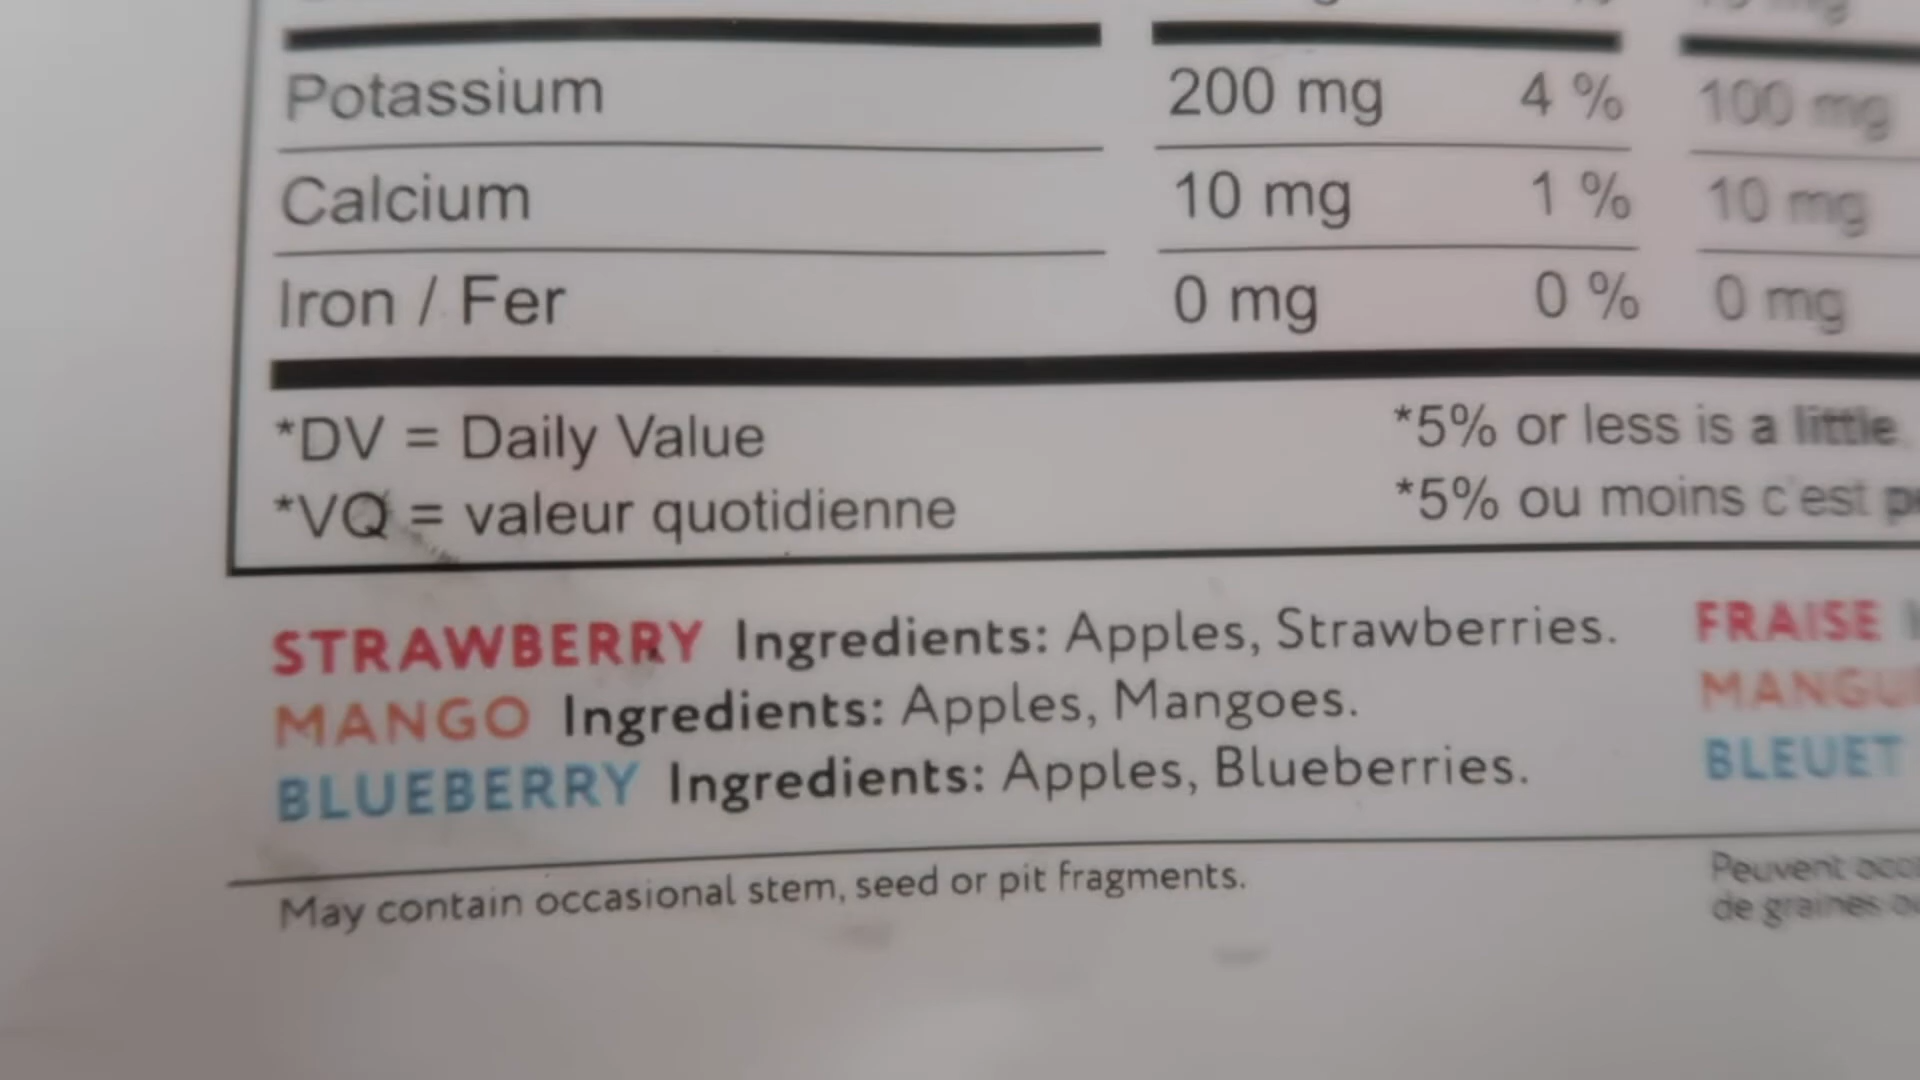 Potassium 200 mg 4 % 100 mg
Calcium 10 mg 1 % 10 mg
Iron / Fer 0 mg 0 % 0 mg
*DV = Daily Value *5% or less is a little
*VQ = valeur quotidienne *5% ou moins c'est
STRAWBERRY Ingredients: Apples, Strawberries. FRAISE
MANGO Ingredients: Apples, Mangoes.
BLUEBERRY Ingredients: Apples, Blueberries. BLEUET
May contain occasional stem, seed or pit fragments. Peuvent
de graines